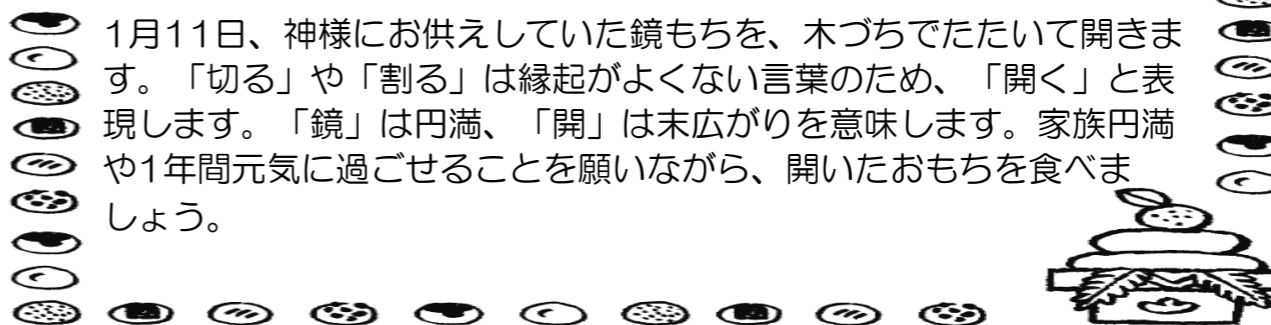 1月11日、神様にお供えしていた鏡もちを、木づちでたたいて開きま
す。「切る」や「割る」は縁起がよくない言葉のため、「開く」と表
現します。「鏡」は円満、「開」は末広がりを意味します。家族円満
や1年間元気に過ごせることを願いながら、開いたおもちを食べま
しょう。